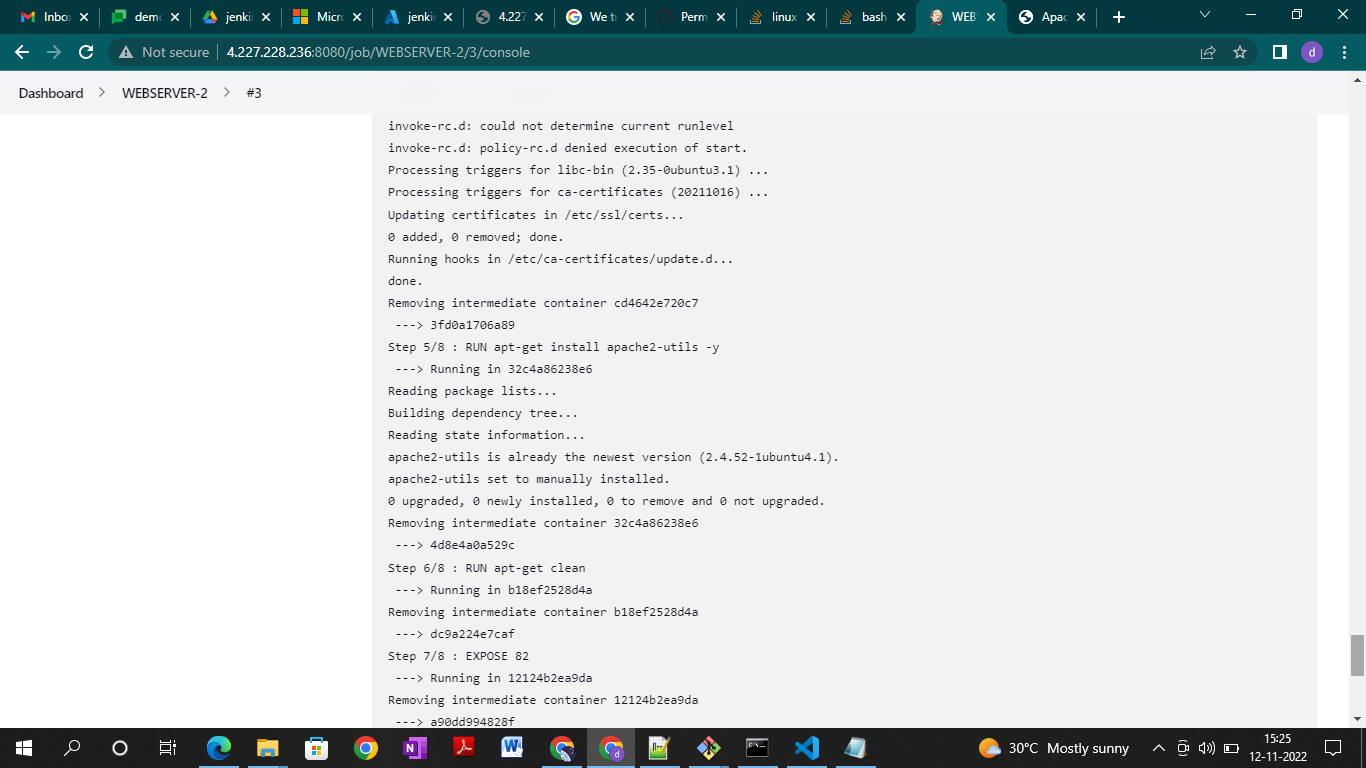 Inbo
demo
jenkin
Micro
jenkin
4.227
We tr
Perm
linux
bash
WEBS
Apac
Not secure
4.227.228.236:8080/job/WEBSERVER-2/3/console
d
Dashboard > WEBSERVER-2 > #3
invoke-rc.d: could not determine current runlevel
invoke-rc.d: policy-rc.d denied execution of start.
Processing triggers for libc-bin (2.35-0ubuntu3.1) ...
Processing triggers for ca-certificates (20211016) ...
Updating certificates in /etc/ssl/certs...
0 added, 0 removed; done.
Running hooks in /etc/ca-certificates/update.d...
done.
Removing intermediate container cd4642e720c7
---> 3fd0a1706a89
Step 5/8 : RUN apt-get install apache2-utils -y
---> Running in 32c4a86238e6
Reading package lists...
Building dependency tree...
Reading state information...
apache2-utils is already the newest version (2.4.52-1ubuntu4.1).
apache2-utils set to manually installed.
0 upgraded, 0 newly installed, 0 to remove and 0 not upgraded.
Removing intermediate container 32c4a86238e6
---> 4d8e4a0a529c
Step 6/8 : RUN apt-get clean
---> Running in b18ef2528d4a
Removing intermediate container b18ef2528d4a
---> dc9a224e7caf
Step 7/8 : EXPOSE 82
---> Running in 12124b2ea9da
Removing intermediate container 12124b2ea9da
---> a90dd994828f
30°C Mostly sunny
15:25
12-11-2022